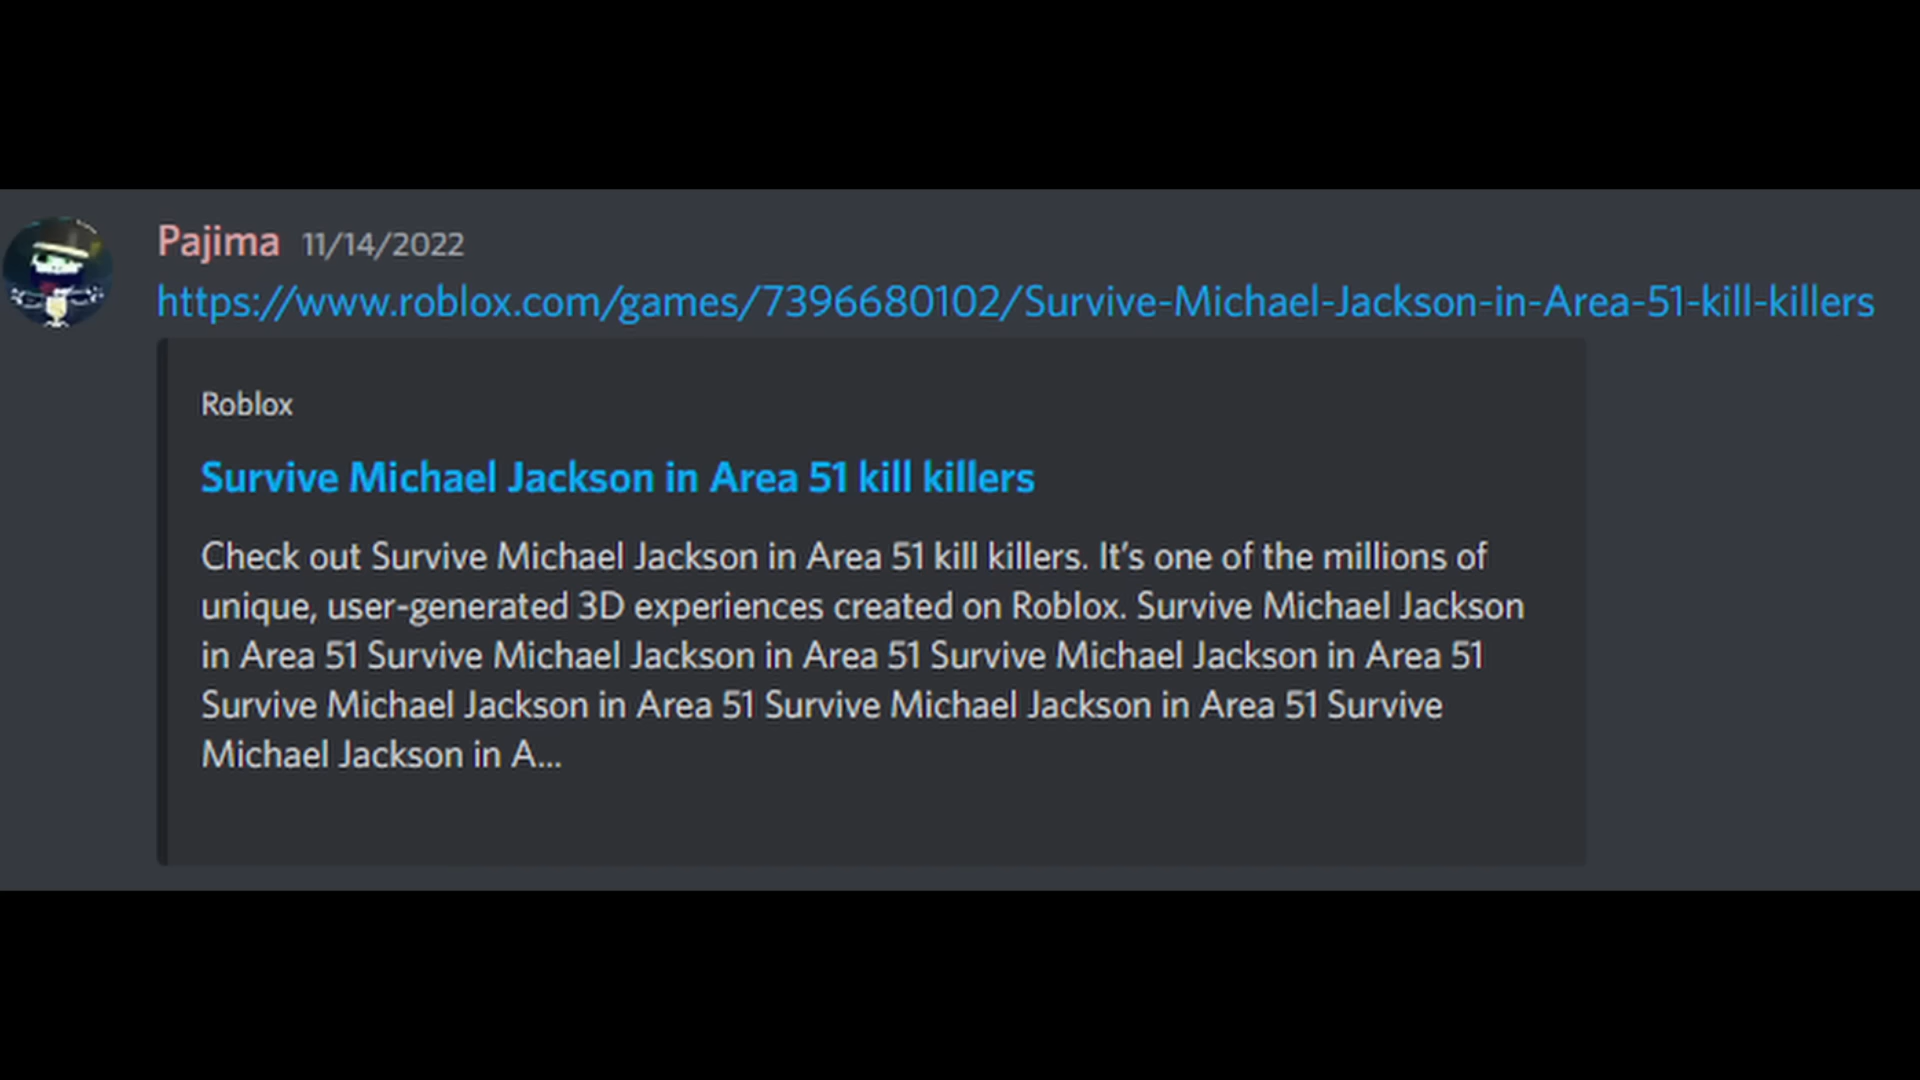 Pajima 11/14/2022
https://www.roblox.com/games/7396680102/Survive-Michael-Jackson-in-Area-51-kill-killers
Roblox
Survive Michael Jackson in Area 51 kill killers
Check out Survive Michael Jackson in Area 51 kill killers. It’s one of the millions of
unique, user-generated 3D experiences created on Roblox. Survive Michael Jackson
in Area 51 Survive Michael Jackson in Area 51 Survive Michael Jackson in Area 51
Survive Michael Jackson in Area 51 Survive Michael Jackson in Area 51 Survive
Michael Jackson in A...